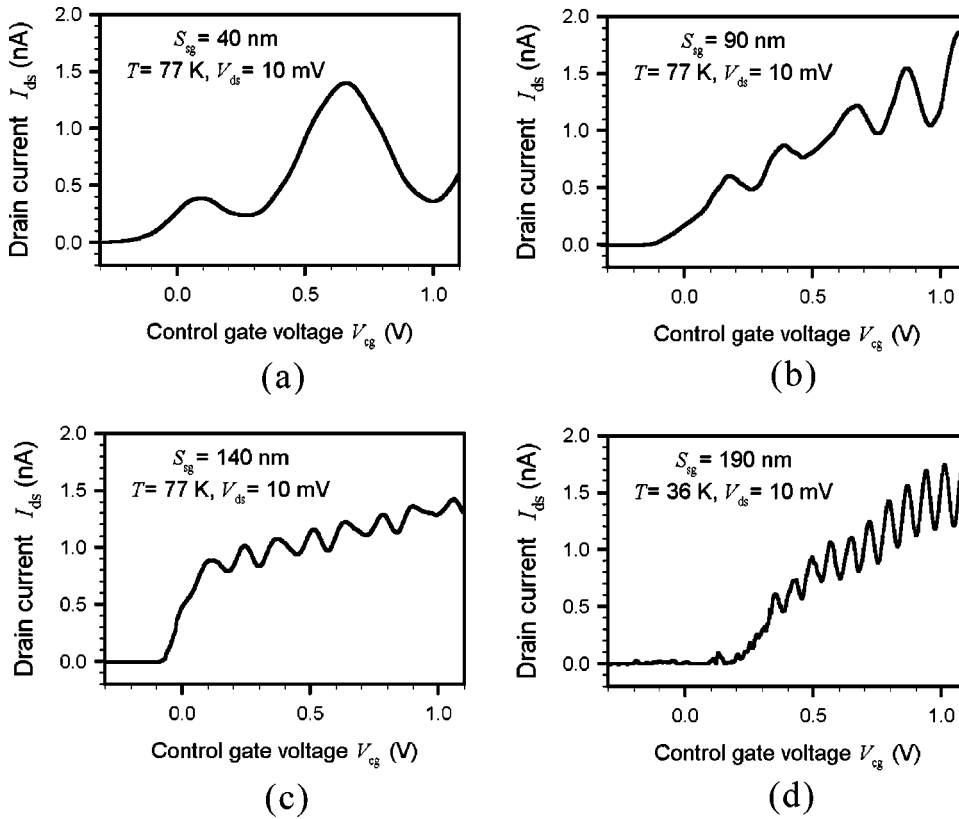 2.0
1.5
1.0
0.5
0.0
Drain current I_ds (nA)
S_sg = 40 nm
T= 77 K, V_ds = 10 mV
0.0 0.5 1.0
Control gate voltage V_cg (V)
(a)
2.0
1.5
1.0
0.5
0.0
Drain current I_ds (nA)
S_sg = 90 nm
T= 77 K, V_ds = 10 mV
0.0 0.5 1.0
Control gate voltage V_cg (V)
(b)
2.0
1.5
1.0
0.5
0.0
Drain current I_ds (nA)
S_sg = 140 nm
T= 77 K, V_ds = 10 mV
0.0 0.5 1.0
Control gate voltage V_cg (V)
(c)
2.0
1.5
1.0
0.5
0.0
Drain current I_ds (nA)
S_sg = 190 nm
T= 36 K, V_ds = 10 mV
0.0 0.5 1.0
Control gate voltage V_cg (V)
(d)